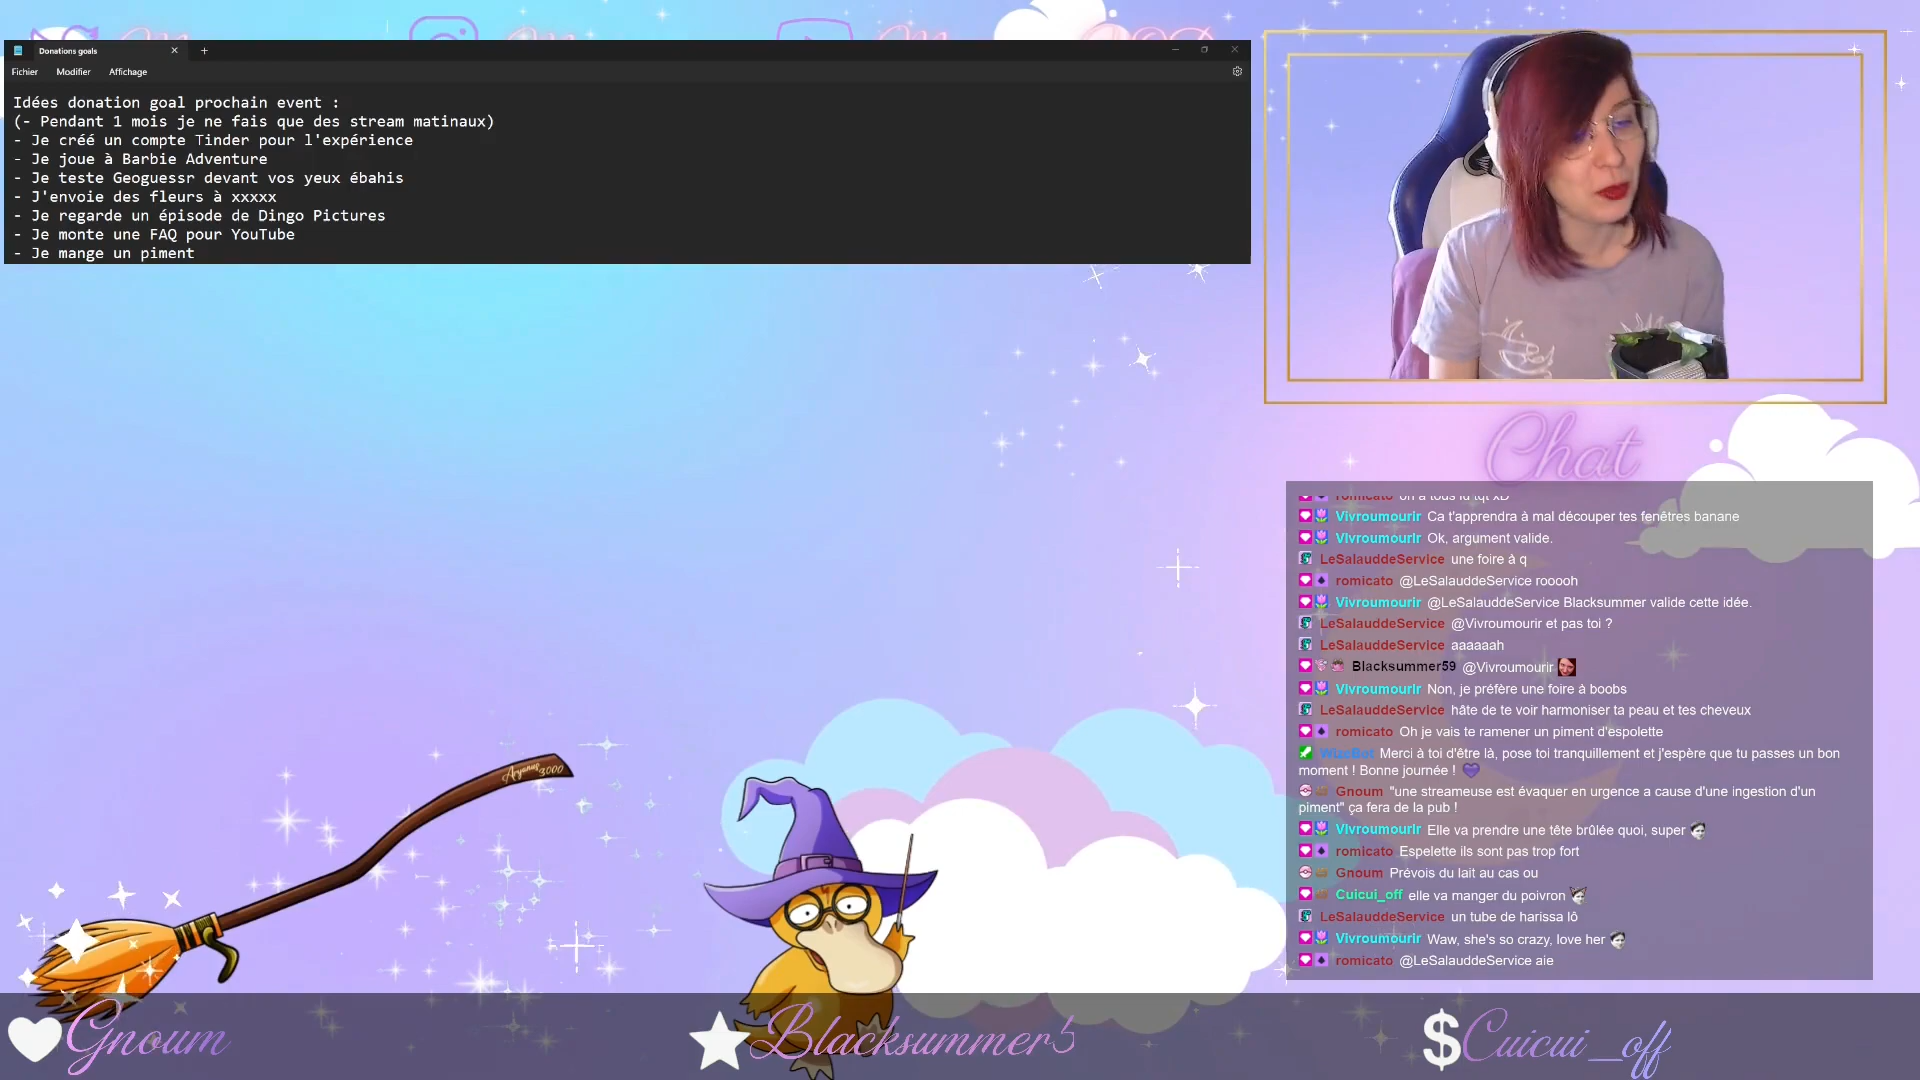 Donations goals
Fichier Modifier Affichage
Idées donation goal prochain event :
(- Pendant 1 mois je ne fais que des stream matinaux)
- Je créé un compte Tinder pour l'expérience
- Je joue à Barbie Adventure
- Je teste Geoguessr devant vos yeux ébahis
- J'envoie des fleurs à xxxxx
- Je regarde un épisode de Dingo Pictures
- Je monte une FAQ pour YouTube
- Je mange un piment
Chat
romicato on a tous lu tqt xD
Vivroumourir Ca t'apprendra à mal découper tes fenêtres banane
Vivroumourir Ok, argument valide.
LeSalauddeService une foire à q
romicato @LeSalauddeService rooooh
Vivroumourir @LeSalauddeService Blacksummer valide cette idée.
LeSalauddeService @Vivroumourir et pas toi ?
LeSalauddeService aaaaaah
Blacksummer59 @Vivroumourir
Vivroumourir Non, je préfère une foire à boobs
LeSalauddeService hâte de te voir harmoniser ta peau et tes cheveux
romicato Oh je vais te ramener un piment d'espolette
WizeBot Merci à toi d'être là, pose toi tranquillement et j'espère que tu passes un bon
moment ! Bonne journée !
Gnoum "une streameuse est évaquer en urgence a cause d'une ingestion d'un
piment" ça fera de la pub !
Vivroumourir Elle va prendre une tête brûlée quoi, super
romicato Espelette ils sont pas trop fort
Gnoum Prévois du lait au cas ou
Cuicui_off elle va manger du poivron
LeSalauddeService un tube de harissa lô
Vivroumourir Waw, she's so crazy, love her
romicato @LeSalauddeService aie
Aryanus 3000
Gnoum
Blacksummer5
$ Cuicui_off